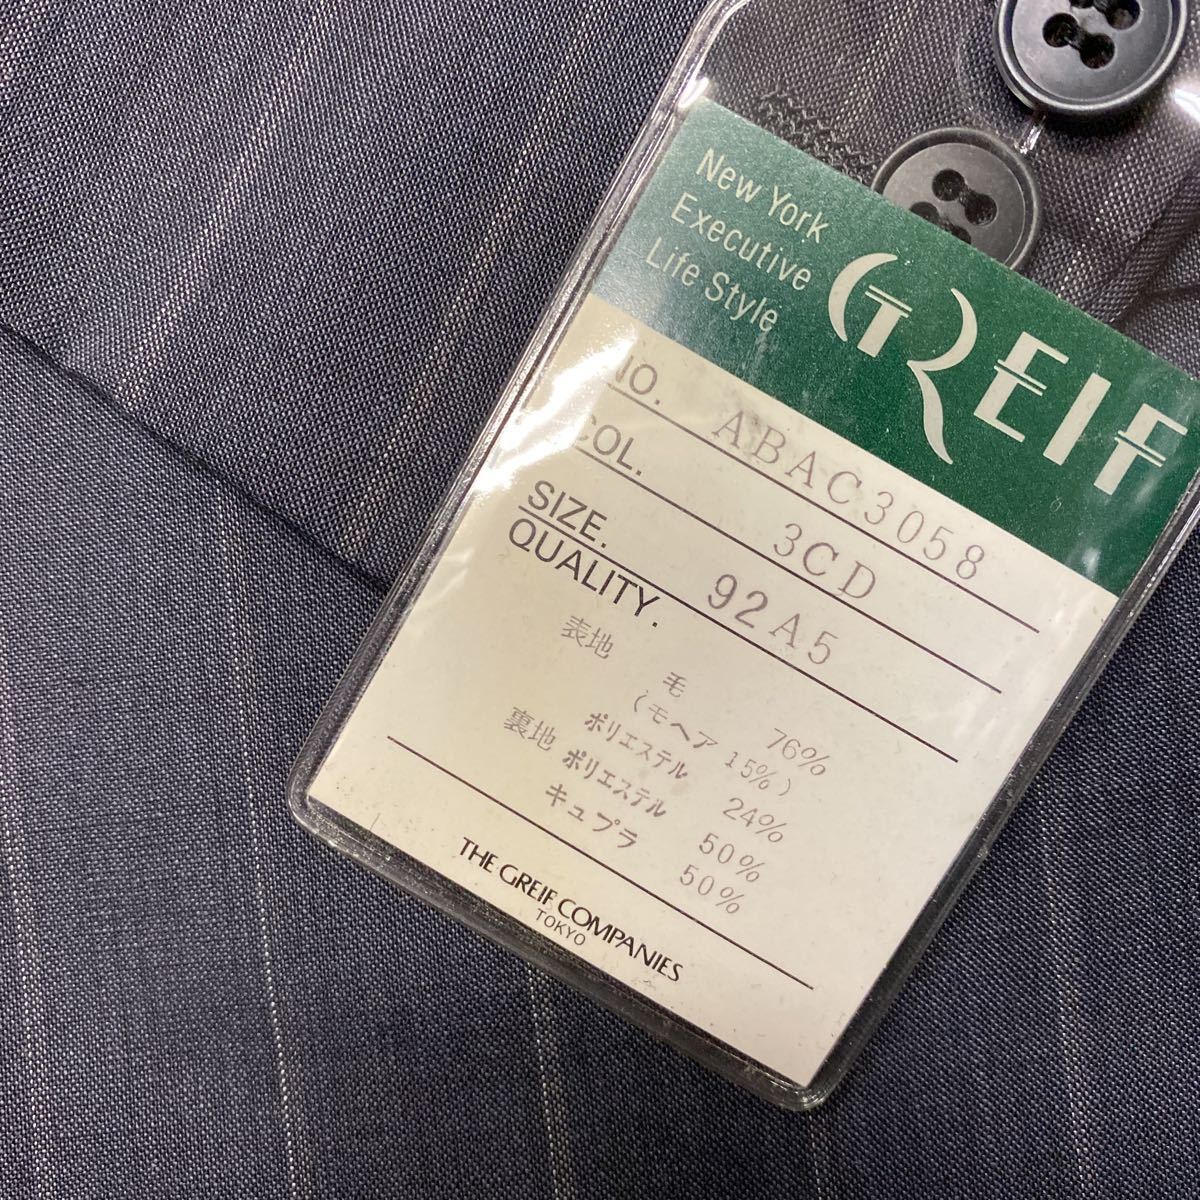 New York
Executive
Life Style
GREIF
NO. ABAC3058
COL. 3CD
SIZE. 92A5
QUALITY.
表地 毛 76%
(モヘア 15%)
ポリエステル 24%
裏地 ポリエステル 50%
キュプラ 50%
THE GREIF COMPANIES
TOKYO